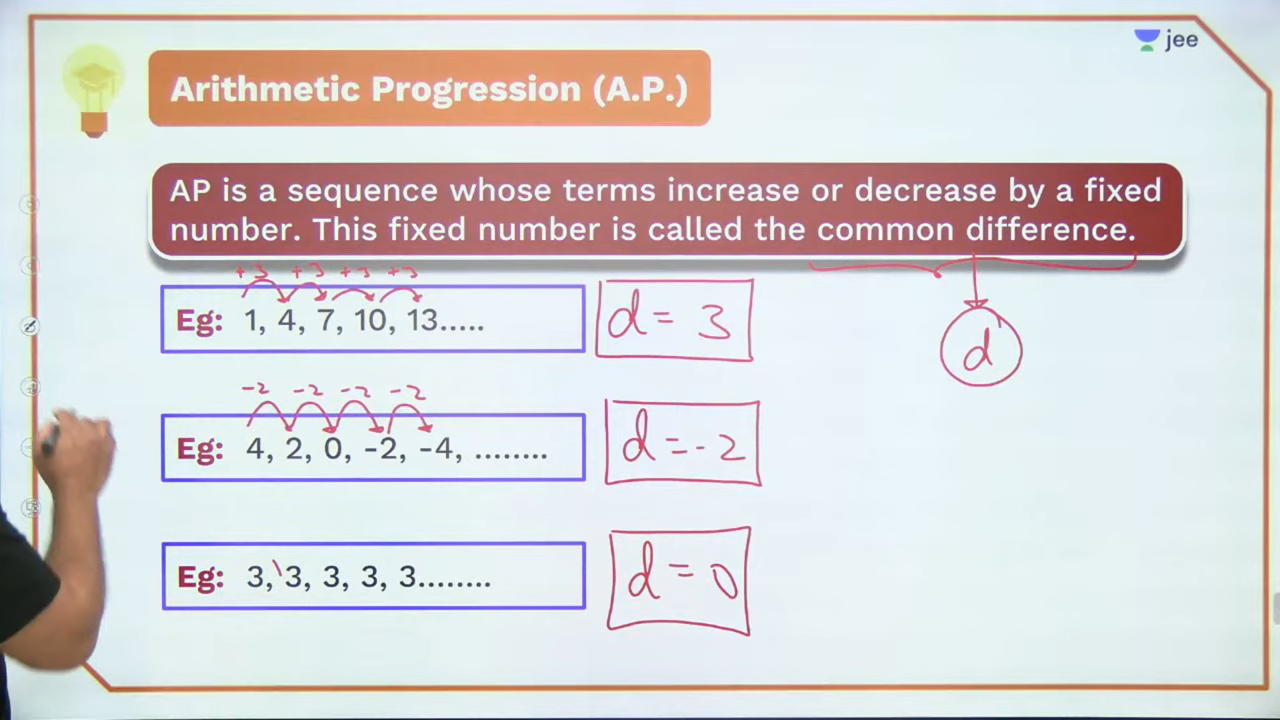 jee
Arithmetic Progression (A.P.)
AP is a sequence whose terms increase or decrease by a fixed
number. This fixed number is called the common difference.
+3 +3 +3 +3
Eg: 1, 4, 7, 10, 13.....
d = 3
d
-2 -2 -2 -2
Eg: 4, 2, 0, -2, -4, ........
d = -2
Eg: 3, 3, 3, 3, 3........
d = 0